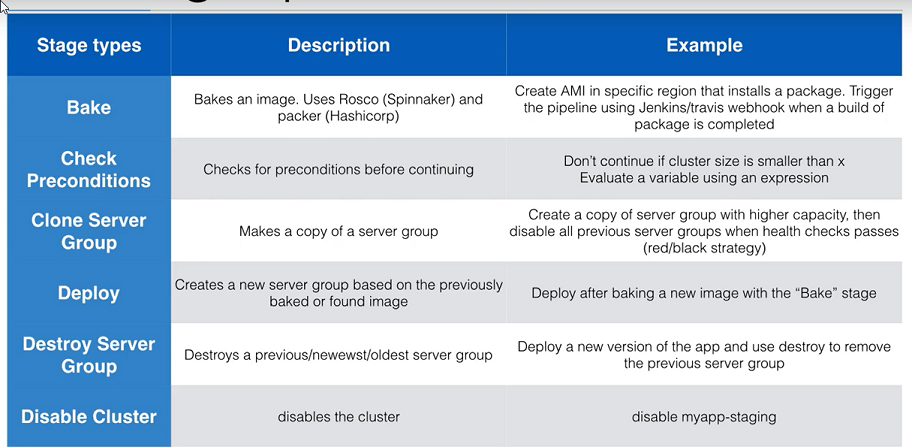 Stage types
Description
Example
Bake
Bakes an image. Uses Rosco (Spinnaker) and
packer (Hashicorp)
Create AMI in specific region that installs a package. Trigger
the pipeline using Jenkins/travis webhook when a build of
package is completed
Check
Preconditions
Checks for preconditions before continuing
Don't continue if cluster size is smaller than x
Evaluate a variable using an expression
Clone Server
Group
Makes a copy of a server group
Create a copy of server group with higher capacity, then
disable all previous server groups when health checks passes
(red/black strategy)
Deploy
Creates a new server group based on the previously
baked or found image
Deploy after baking a new image with the “Bake” stage
Destroy Server
Group
Destroys a previous/newewst/oldest server group
Deploy a new version of the app and use destroy to remove
the previous server group
Disable Cluster
disables the cluster
disable myapp-staging